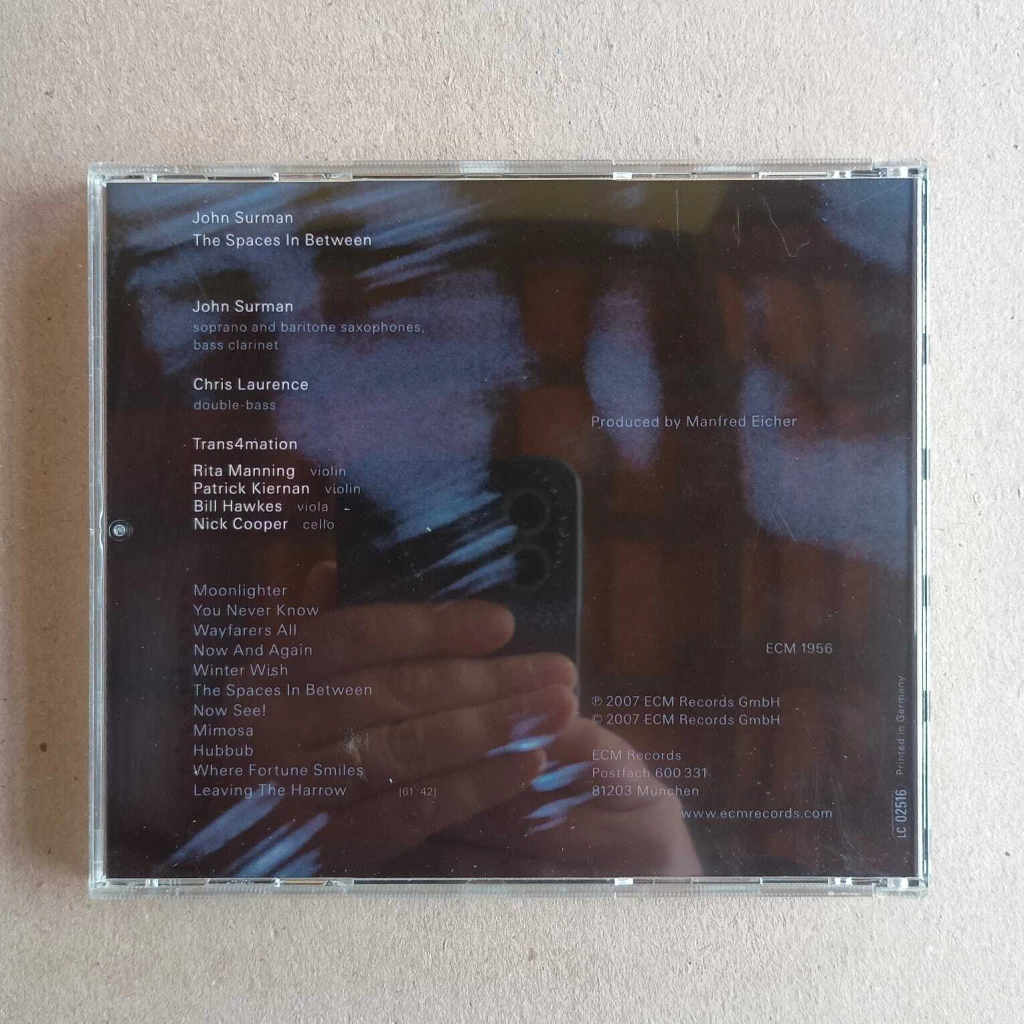 John Surman
The Spaces In Between
John Surman
soprano and baritone saxophones,
bass clarinet
Chris Laurence
double-bass
Trans4mation
Rita Manning violin
Patrick Kiernan violin
Bill Hawkes viola
Nick Cooper cello
Moonlighter
You Never Know
Wayfarers All
Now And Again
Winter Wish
The Spaces In Between
Now See!
Mimosa
Hubbub
Where Fortune Smiles
Leaving The Harrow [61:42]
Produced by Manfred Eicher
ECM 1956
℗ 2007 ECM Records GmbH
© 2007 ECM Records GmbH
ECM Records
Postfach 600 331
81203 München
www.ecmrecords.com
LC 02516 Printed in Germany